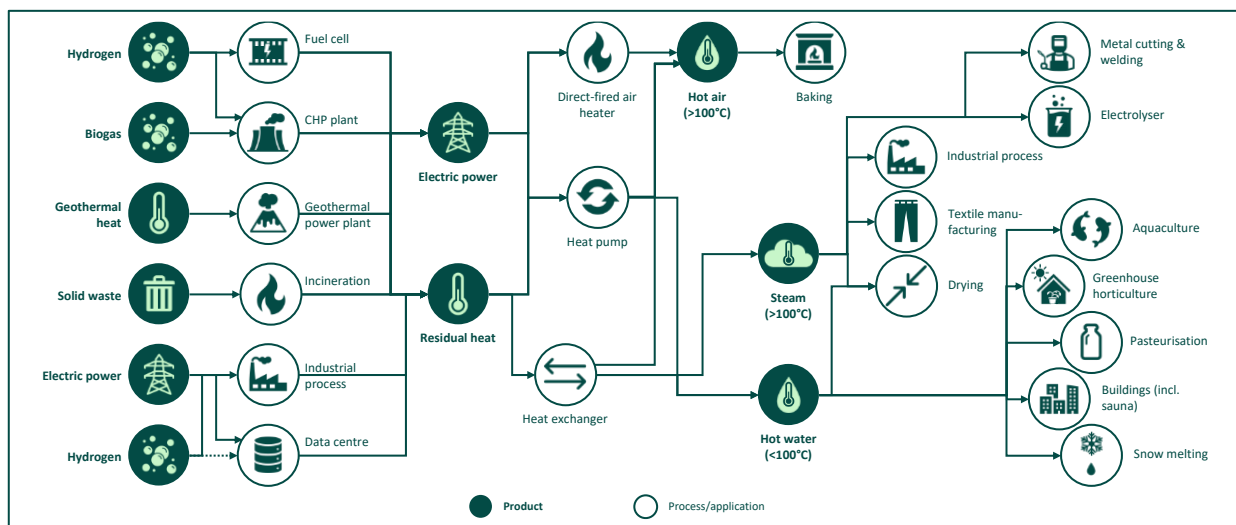 Hydrogen
Fuel cell
Biogas
CHP plant
Geothermal
heat
Geothermal
power plant
Solid waste
Incineration
Electric power
Industrial
process
Hydrogen
Data centre
Electric power
Residual heat
Direct-fired air
heater
Heat pump
Heat exchanger
Hot air
(>100°C)
Baking
Steam
(>100°C)
Hot water
(<100°C)
Industrial process
Textile manu-
facturing
Drying
Metal cutting &
welding
Electrolyser
Aquaculture
Greenhouse
horticulture
Pasteurisation
Buildings (incl.
sauna)
Snow melting
Product
Process/application